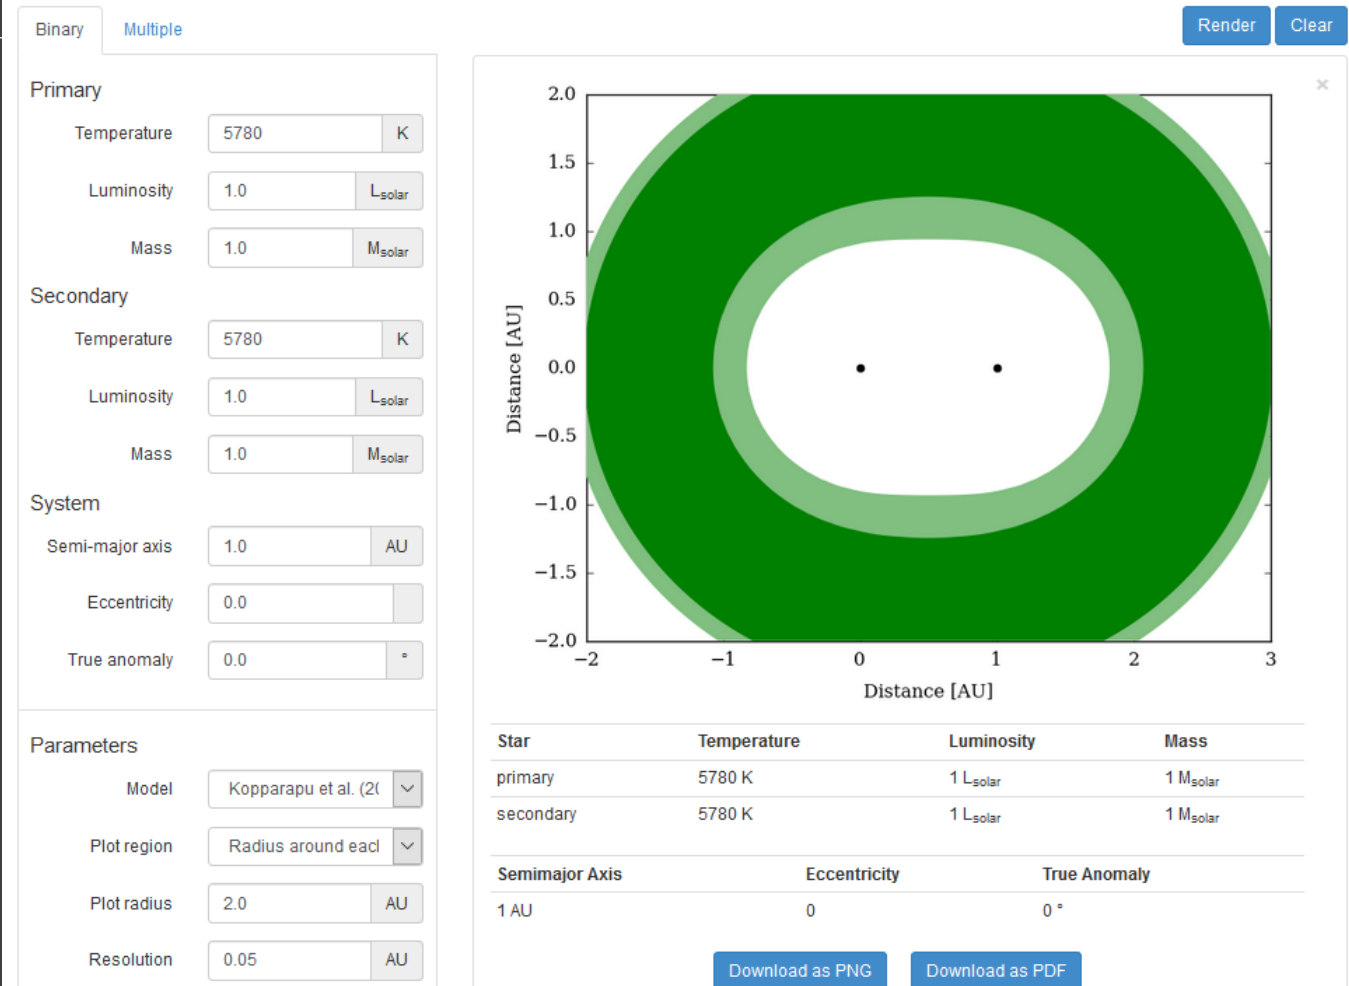 Binary Multiple Render Clear
×
Primary
Temperature 5780 K
Luminosity 1.0 Lsolar
Mass 1.0 Msolar
Secondary
Temperature 5780 K
Luminosity 1.0 Lsolar
Mass 1.0 Msolar
System
Semi-major axis 1.0 AU
Eccentricity 0.0
True anomaly 0.0 °
Parameters
Model Kopparapu et al. (20
Plot region Radius around each
Plot radius 2.0 AU
Resolution 0.05 AU
2.0
1.5
1.0
0.5
0.0
−0.5
−1.0
−1.5
−2.0
Distance [AU]
−2 −1 0 1 2 3
Distance [AU]
Star Temperature Luminosity Mass
primary 5780 K 1 Lsolar 1 Msolar
secondary 5780 K 1 Lsolar 1 Msolar
Semimajor Axis Eccentricity True Anomaly
1 AU 0 0 °
Download as PNG Download as PDF